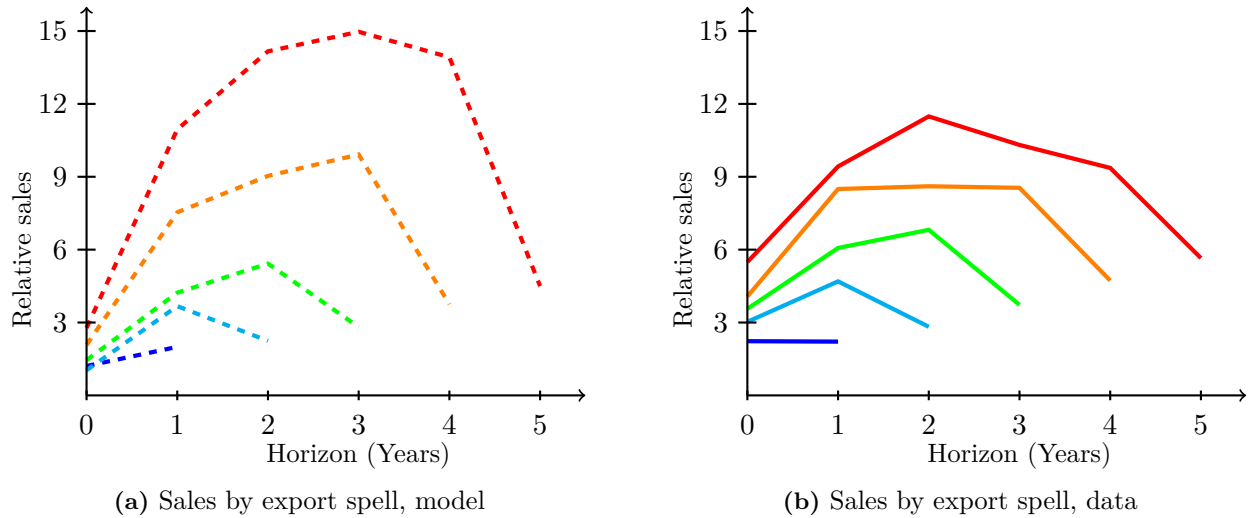 15
12
9
6
3
Relative sales
0 1 2 3 4 5
Horizon (Years)
(a) Sales by export spell, model
15
12
9
6
3
Relative sales
0 1 2 3 4 5
Horizon (Years)
(b) Sales by export spell, data